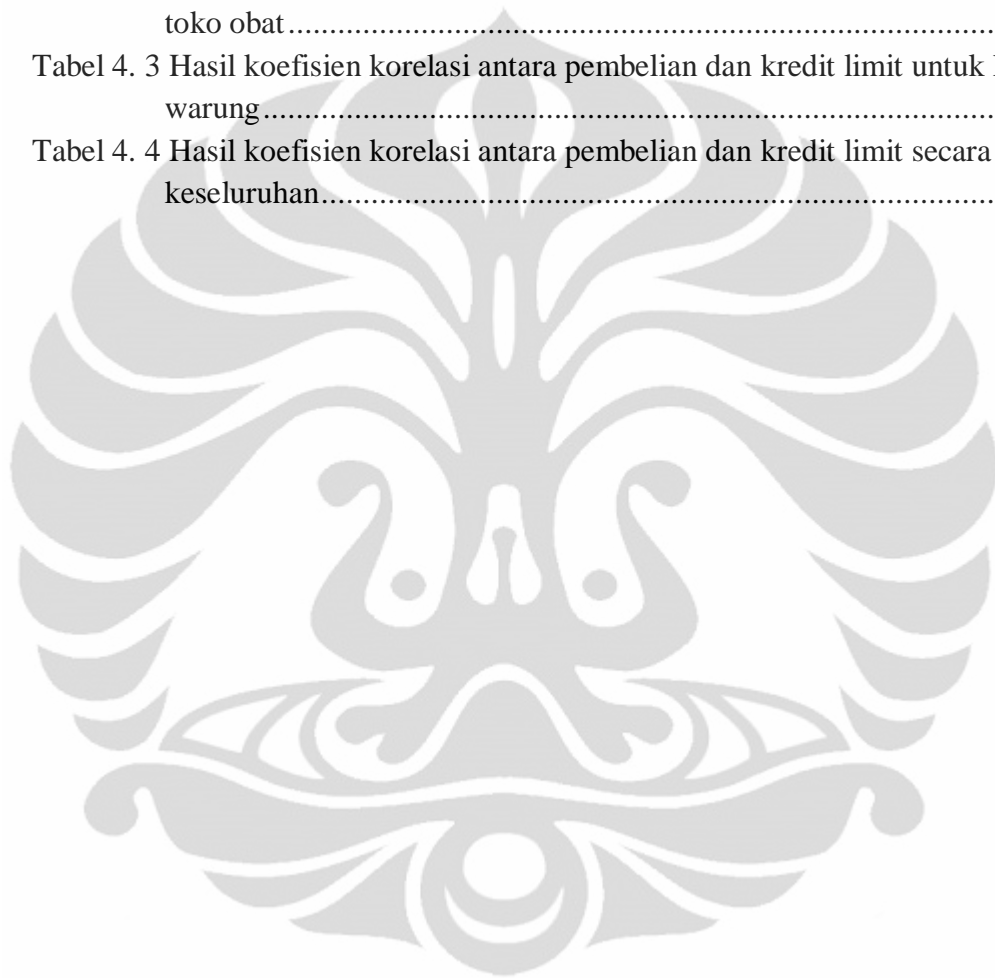 toko obat.......................................................................................
Tabel 4. 3 Hasil koefisien korelasi antara pembelian dan kredit limit untuk
warung...........................................................................................
Tabel 4. 4 Hasil koefisien korelasi antara pembelian dan kredit limit secara
keseluruhan...................................................................................